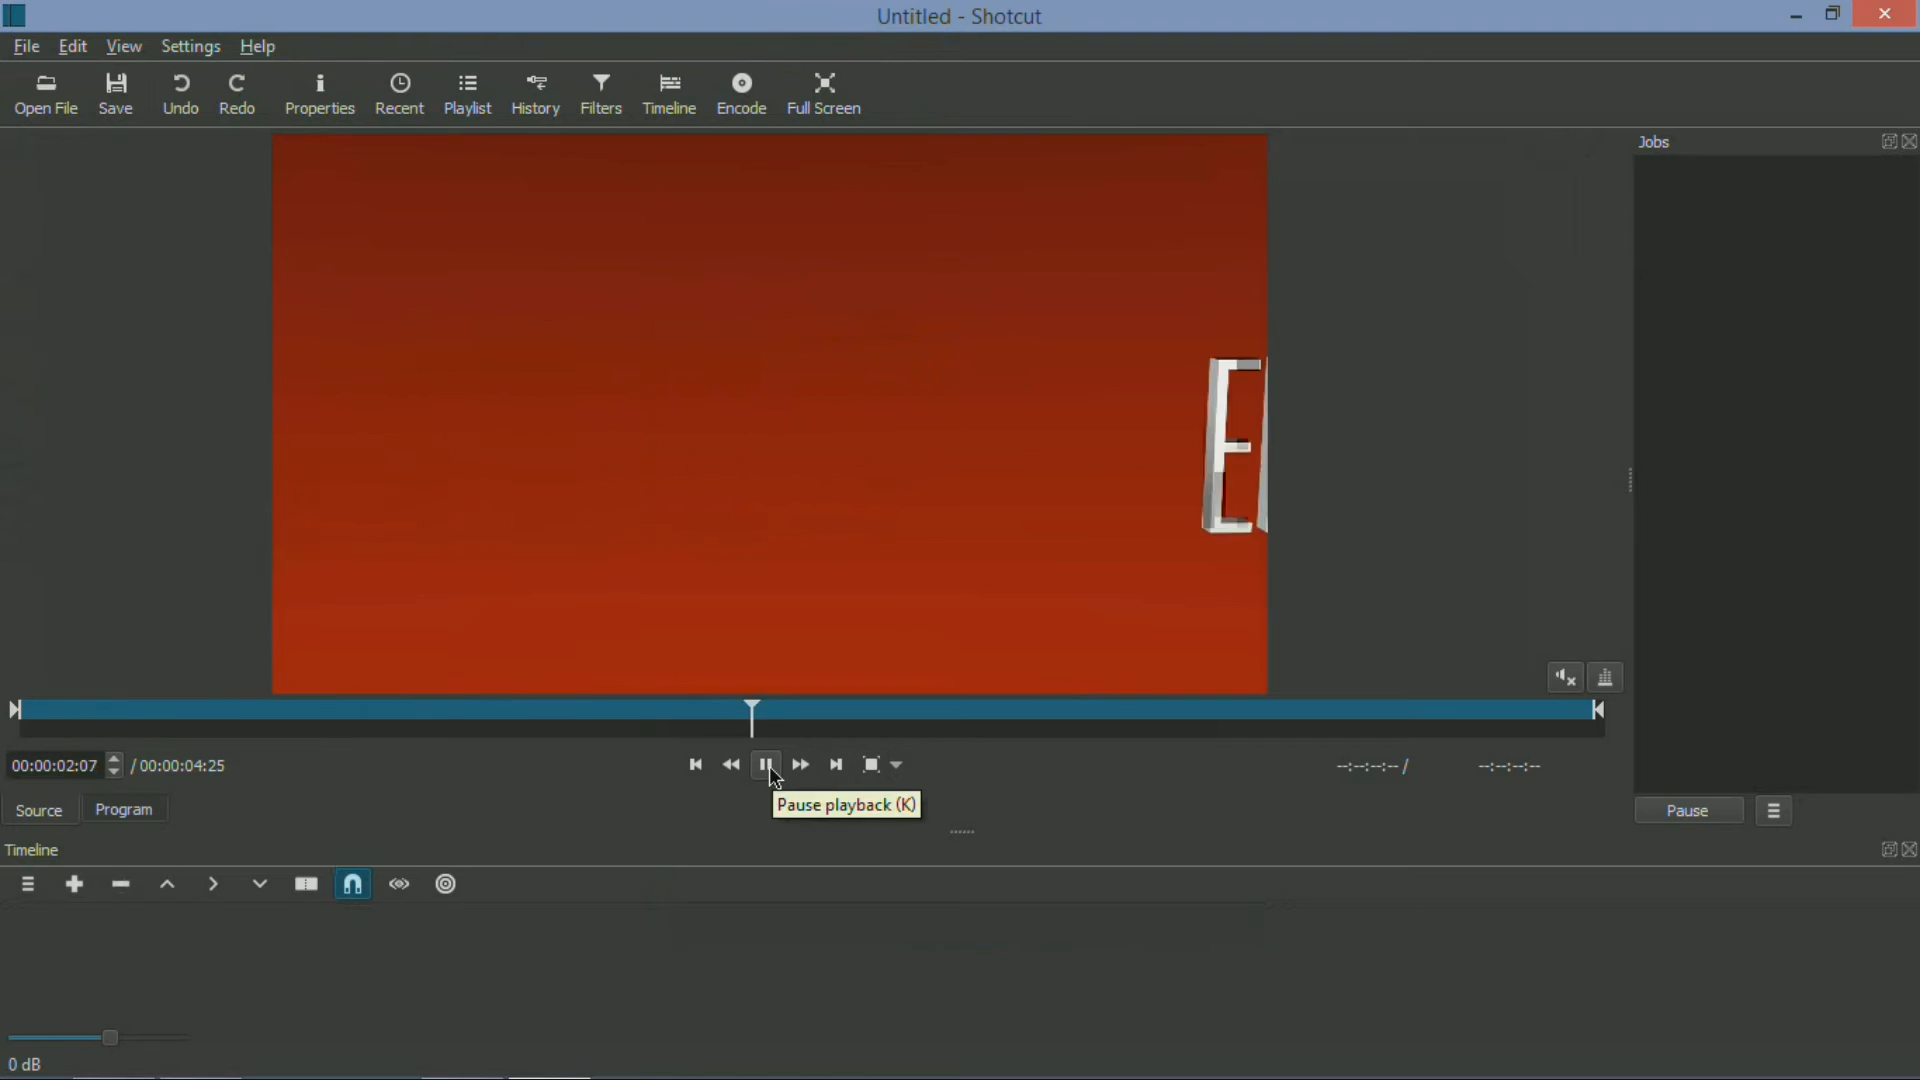 Untitled - Shotcut
File Edit View Settings Help
Open File Save Undo Redo Properties Recent Playlist History Filters Timeline Encode Full Screen
Jobs
E
00:00:02:07 / 00:00:04:25 --:--:--:-- / --:--:--:--
Pause playback (K)
Source Program
Pause
Timeline
0 dB